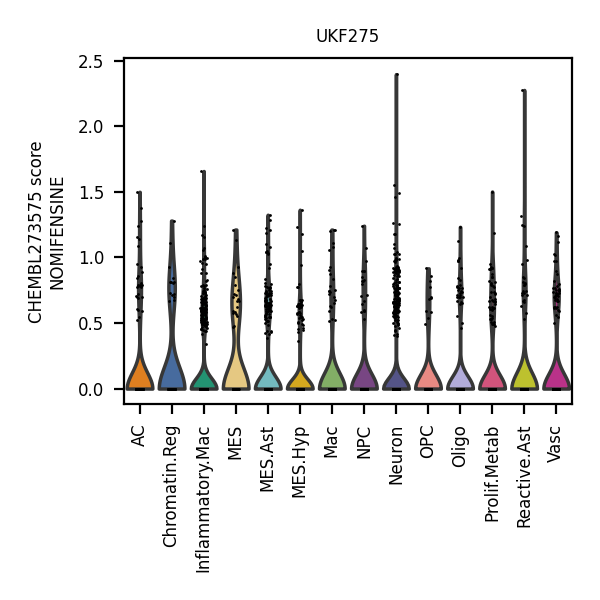 UKF275
CHEMBL273575 score
NOMIFENSINE
2.5
2.0
1.5
1.0
0.5
0.0
AC
Chromatin.Reg
Inflammatory.Mac
MES
MES.Ast
MES.Hyp
Mac
NPC
Neuron
OPC
Oligo
Prolif.Metab
Reactive.Ast
Vasc